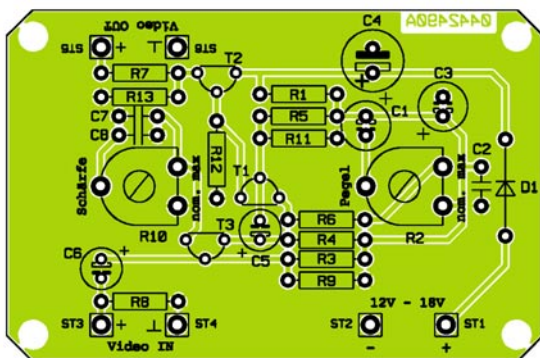 Video OUT
0442490A
ST6 + ⊥ ST5
C4
R7
T2
C3
R13
R1
C7
R5
C1
C8
R11
R12
C2
T1
Schärfe
nom. max
Pegel
nom. max
D1
R6
T3
R10
R4
R2
C6
C5
R3
R9
R8
12V - 18V
ST3 + ⊥ ST4
ST2
ST1
Video IN
- +